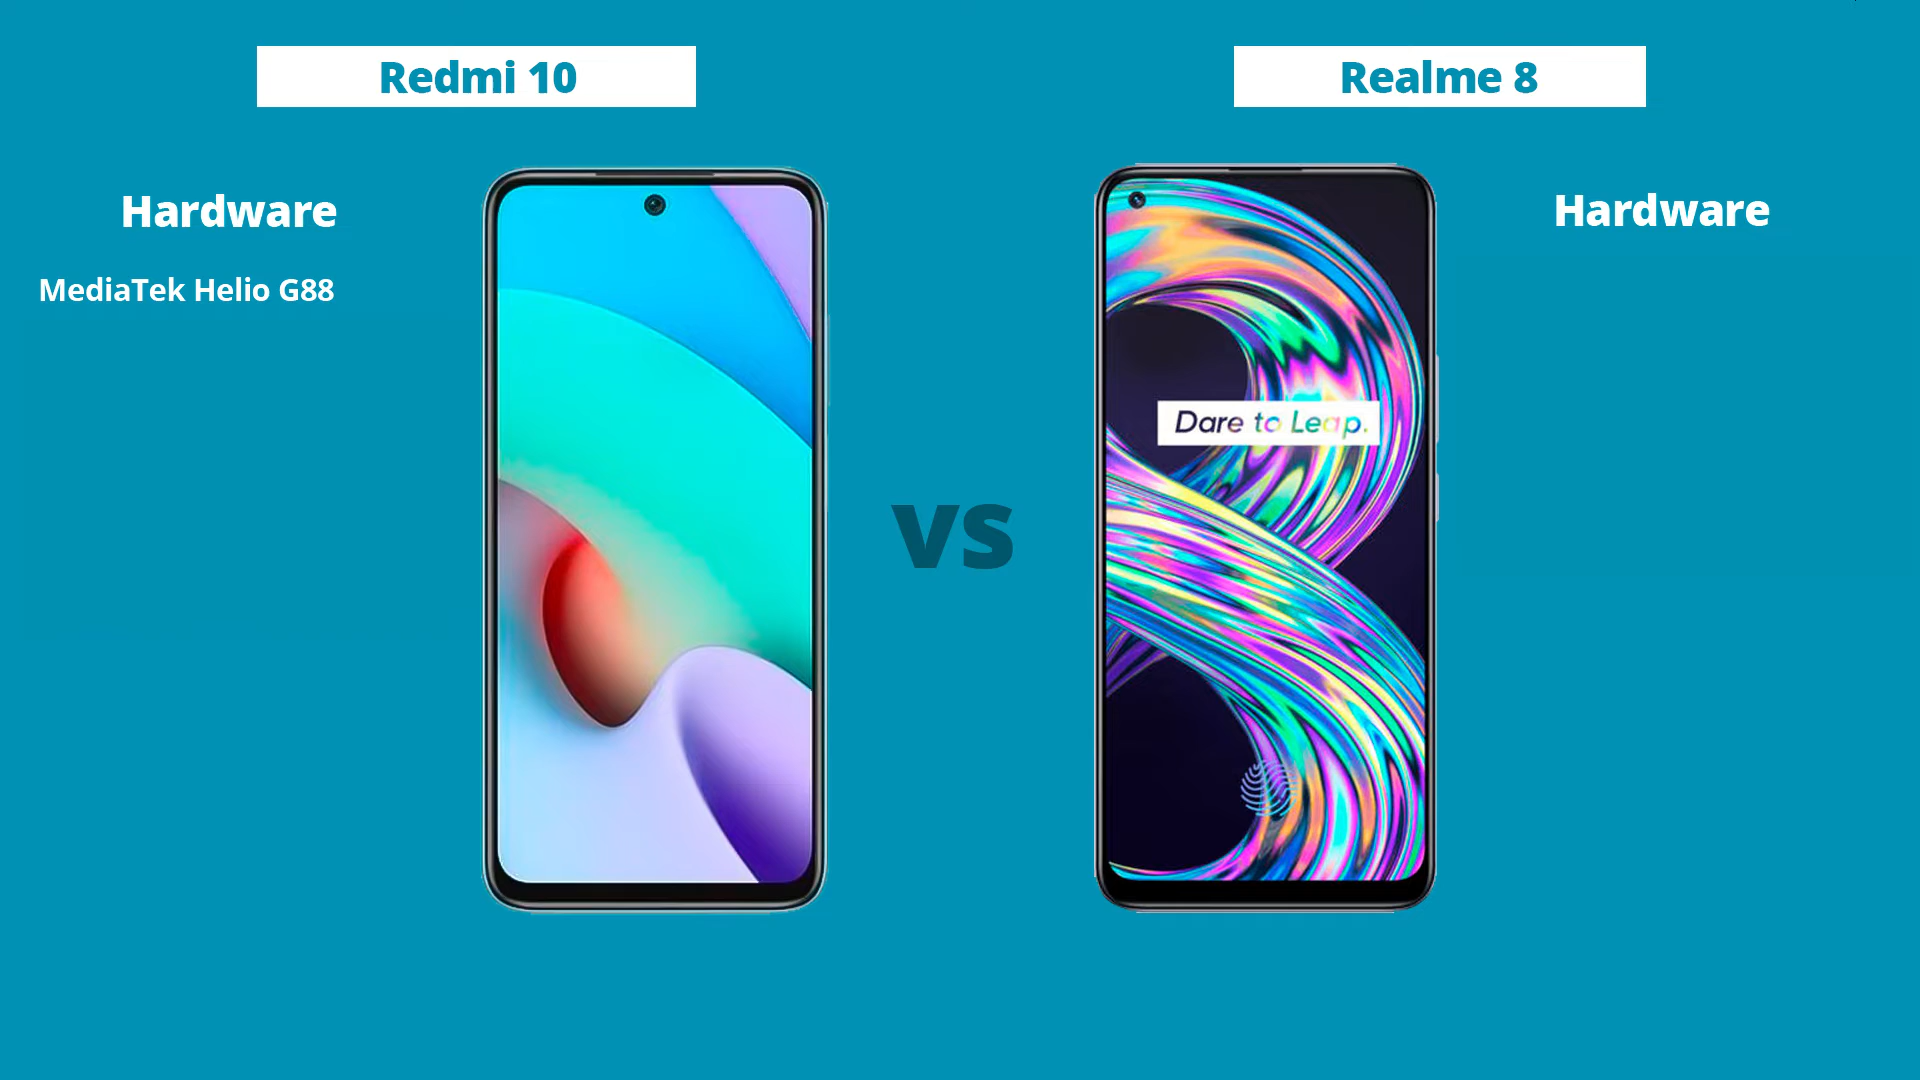 Redmi 10
Realme 8
Hardware
MediaTek Helio G88
VS
Hardware
Dare to Leap.